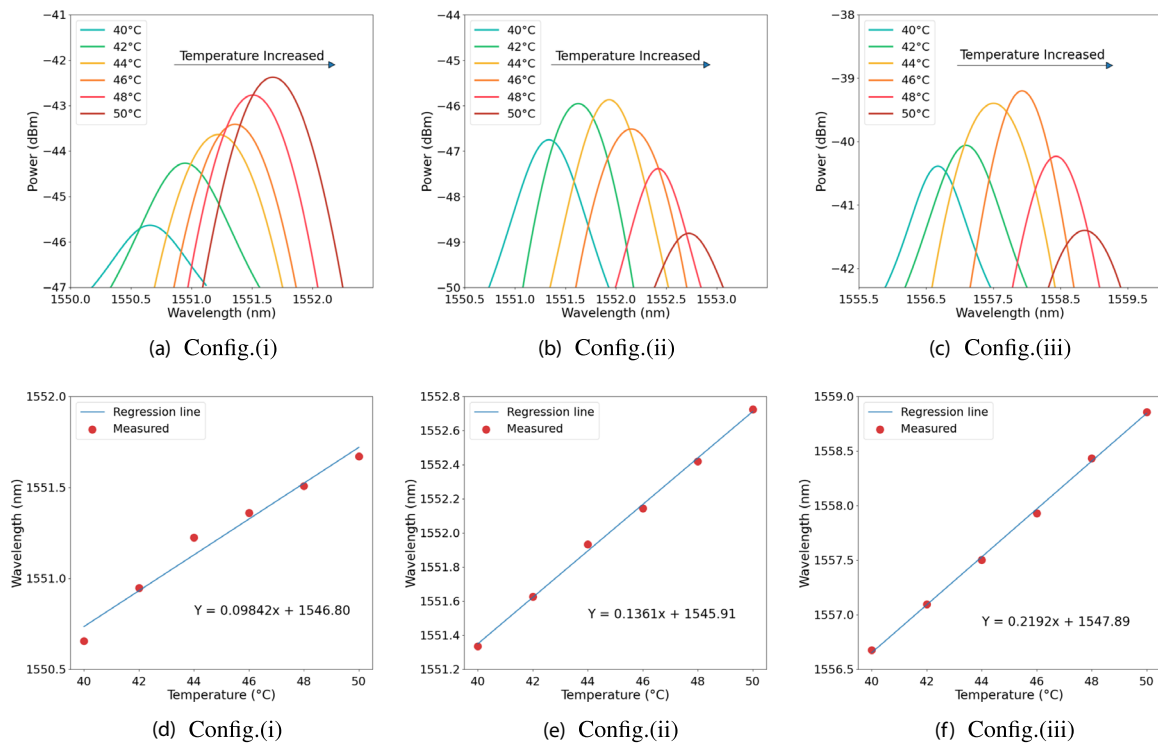 −41
−42
−43
−44
−45
−46
−47
Power (dBm)
40°C
42°C
44°C
46°C
48°C
50°C
Temperature Increased
1550.0
1550.5
1551.0
1551.5
1552.0
Wavelength (nm)
(a) Config.(i)
−44
−45
−46
−47
−48
−49
−50
Power (dBm)
40°C
42°C
44°C
46°C
48°C
50°C
Temperature Increased
1550.5
1551.0
1551.5
1552.0
1552.5
1553.0
Wavelength (nm)
(b) Config.(ii)
−38
−39
−40
−41
−42
Power (dBm)
40°C
42°C
44°C
46°C
48°C
50°C
Temperature Increased
1555.5
1556.5
1557.5
1558.5
1559.5
Wavelength (nm)
(c) Config.(iii)
1552.0
1551.5
1551.0
1550.5
Wavelength (nm)
Regression line
Measured
Y = 0.09842x + 1546.80
40
42
44
46
48
50
Temperature (°C)
(d) Config.(i)
1552.8
1552.6
1552.4
1552.2
1552.0
1551.8
1551.6
1551.4
1551.2
Wavelength (nm)
Regression line
Measured
Y = 0.1361x + 1545.91
40
42
44
46
48
50
Temperature (°C)
(e) Config.(ii)
1559.0
1558.5
1558.0
1557.5
1557.0
1556.5
Wavelength (nm)
Regression line
Measured
Y = 0.2192x + 1547.89
40
42
44
46
48
50
Temperature (°C)
(f) Config.(iii)